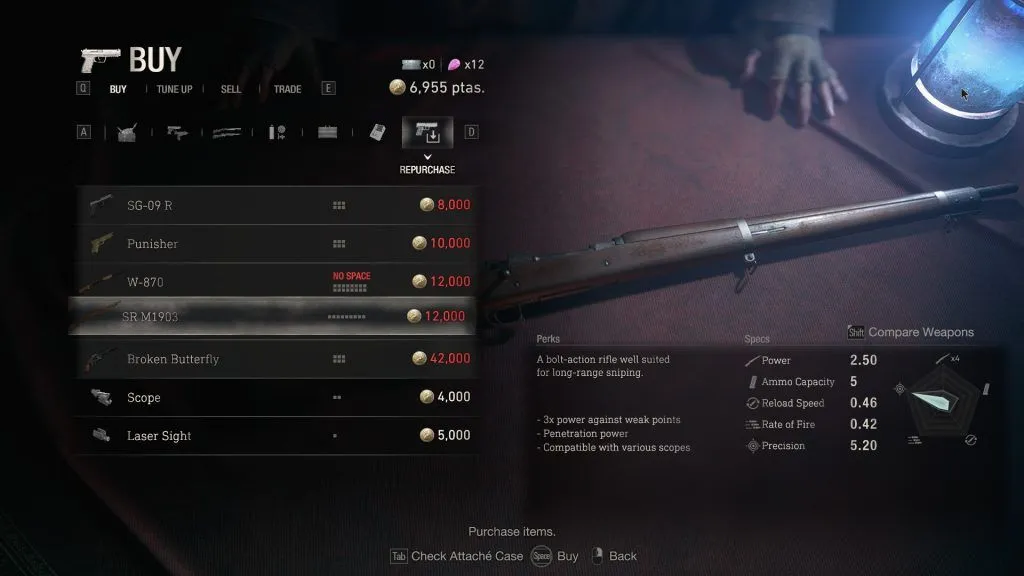 BUY
x0 x12
Q BUY TUNE UP SELL TRADE E
6,955 ptas.
A D
REPURCHASE
SG-09 R 8,000
Punisher 10,000
W-870 NO SPACE 12,000
SR M1903 12,000
Broken Butterfly 42,000
Scope 4,000
Laser Sight 5,000
Shift Compare Weapons
Perks
A bolt-action rifle well suited
for long-range sniping.
- 3x power against weak points
- Penetration power
- Compatible with various scopes
Specs
Power 2.50
Ammo Capacity 5
Reload Speed 0.46
Rate of Fire 0.42
Precision 5.20
x4
Purchase items.
Tab Check Attaché Case Space Buy Back